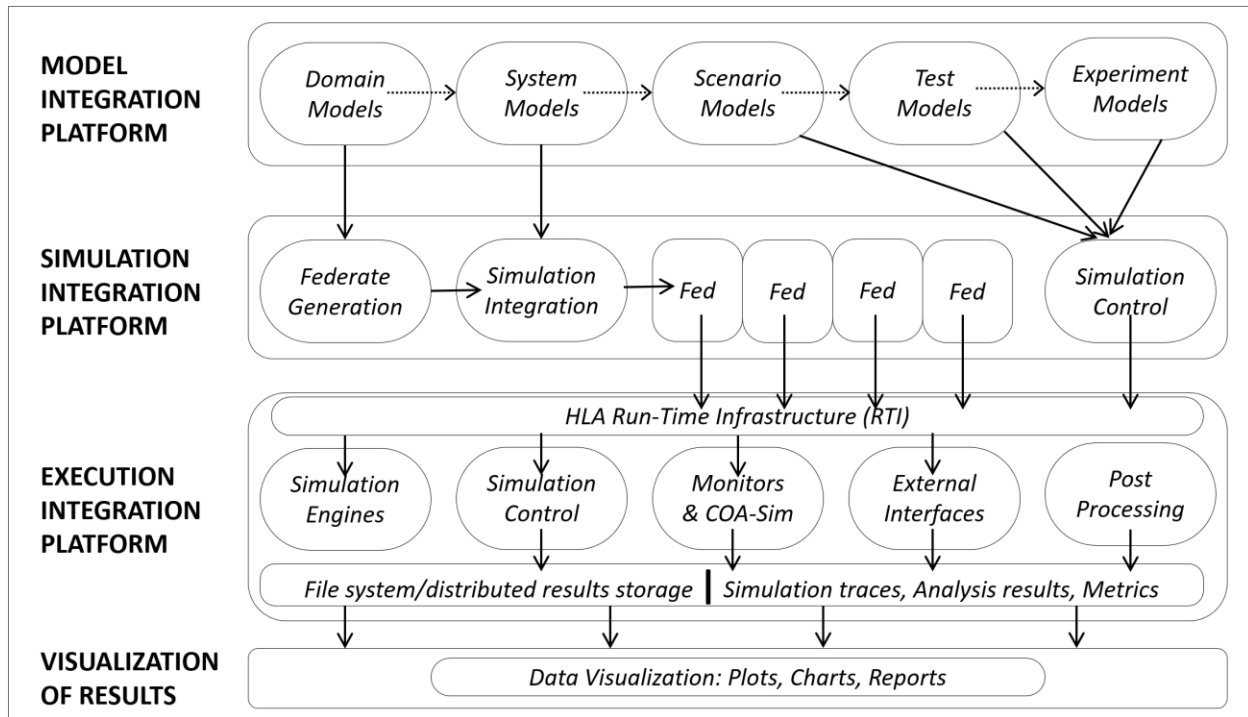 MODEL
INTEGRATION
PLATFORM
Domain
Models
System
Models
Scenario
Models
Test
Models
Experiment
Models
SIMULATION
INTEGRATION
PLATFORM
Federate
Generation
Simulation
Integration
Fed
Fed
Fed
Fed
Simulation
Control
EXECUTION
INTEGRATION
PLATFORM
HLA Run-Time Infrastructure (RTI)
Simulation
Engines
Simulation
Control
Monitors
& COA-Sim
External
Interfaces
Post
Processing
File system/distributed results storage
Simulation traces, Analysis results, Metrics
VISUALIZATION
OF RESULTS
Data Visualization: Plots, Charts, Reports